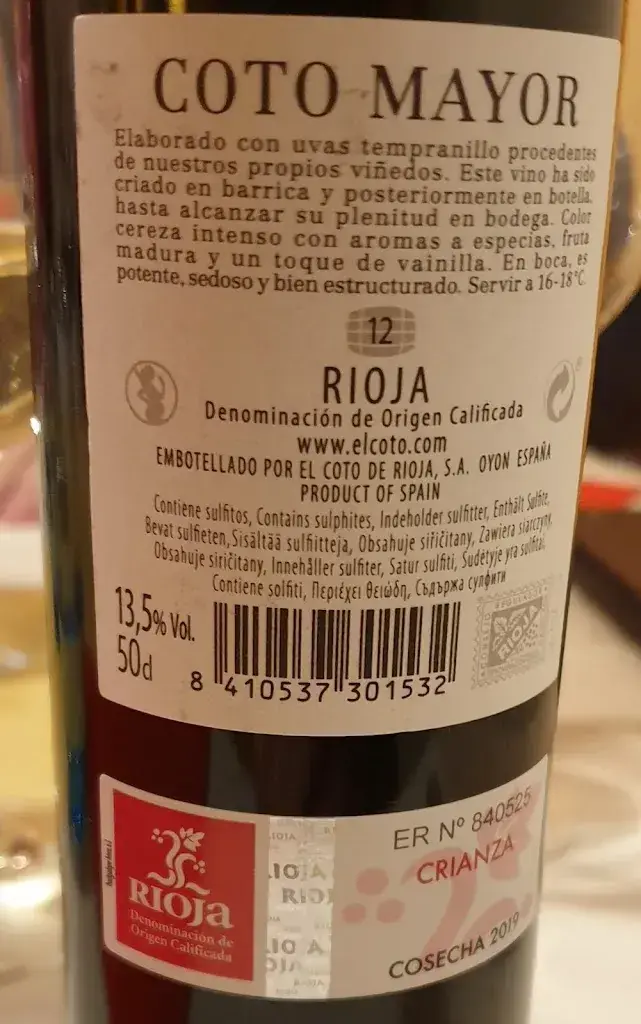 COTO MAYOR
Elaborado con uvas tempranillo procedentes
de nuestros propios viñedos. Este vino ha sido
criado en barrica y posteriormente en botella,
hasta alcanzar su plenitud en bodega. Color
cereza intenso con aromas a especias, fruta
madura y un toque de vainilla. En boca, es
potente, sedoso y bien estructurado. Servir a 16-18°C.
12
RIOJA
Denominación de Origen Calificada
www.elcoto.com
EMBOTELLADO POR EL COTO DE RIOJA, S.A. OYON ESPAÑA
PRODUCT OF SPAIN
Contiene sulfitos, Contains sulphites, Indeholder sulfitter, Enthält Sulfite,
Bevat sulfieten, Sisältää sulfiitteja, Obsahuje siřičitany, Zawiera siarczyny,
Obsahuje siričitany, Innehåller sulfiter, Satur sulfīti, Sudėtyje yra sulfitai,
Contiene solfiti, Περιέχει θειώδη, Съдържа сулфити
13,5% Vol.
50cl
8 410537 301532
CONSEJO REGULADOR
RIOJA
RIOJA
Denominación de
Origen Calificada
RIOJA
ER Nº 840525
CRIANZA
COSECHA 2019